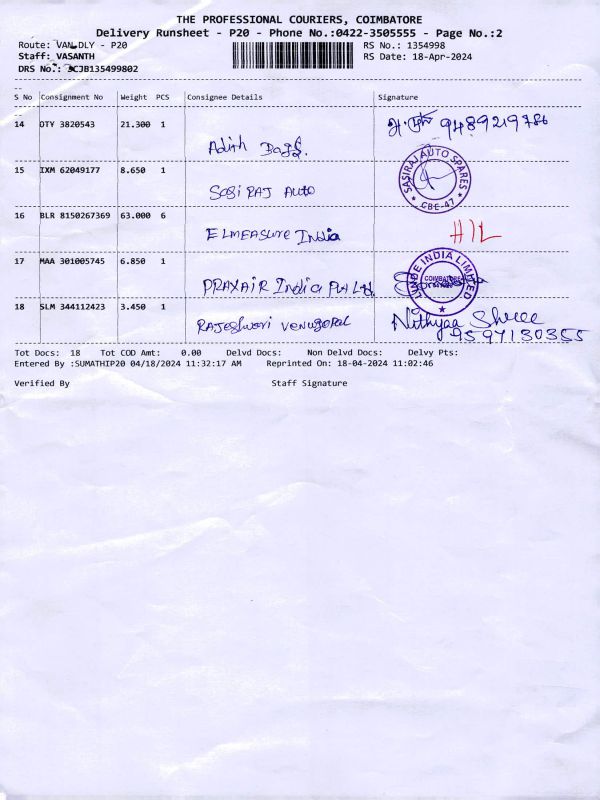 THE PROFESSIONAL COURIERS, COIMBATORE
Delivery Runsheet - P20 - Phone No.:0422-3505555 - Page No.:2
Route: VAN DLY - P20 RS No.: 1354998
Staff: VASANTH RS Date: 18-Apr-2024
DRS No.: CJB135499802
S No Consignment No Weight PCS Consignee Details Signature
14 OTY 3820543 21.300 1
Adith 9489219786
15 IXM 62049177 8.650 1
Sasi RAJ Auto SASIRAJ AUTO SPARES CBE-47
16 BLR 8150267369 63.000 6
ELMEASURE India HIL
17 MAA 301005745 6.850 1
PRAXAIR India Pvt Ltd. LINDE INDIA LIMITED COIMBATORE
18 SLM 344112423 3.450 1
Rajeshwari venugopal Nithyaa Shree
9597130355
Tot Docs: 18 Tot COD Amt: 0.00 Delvd Docs: Non Delvd Docs: Delvy Pts:
Entered By :SUMATHIP20 04/18/2024 11:32:17 AM Reprinted On: 18-04-2024 11:02:46
Verified By Staff Signature